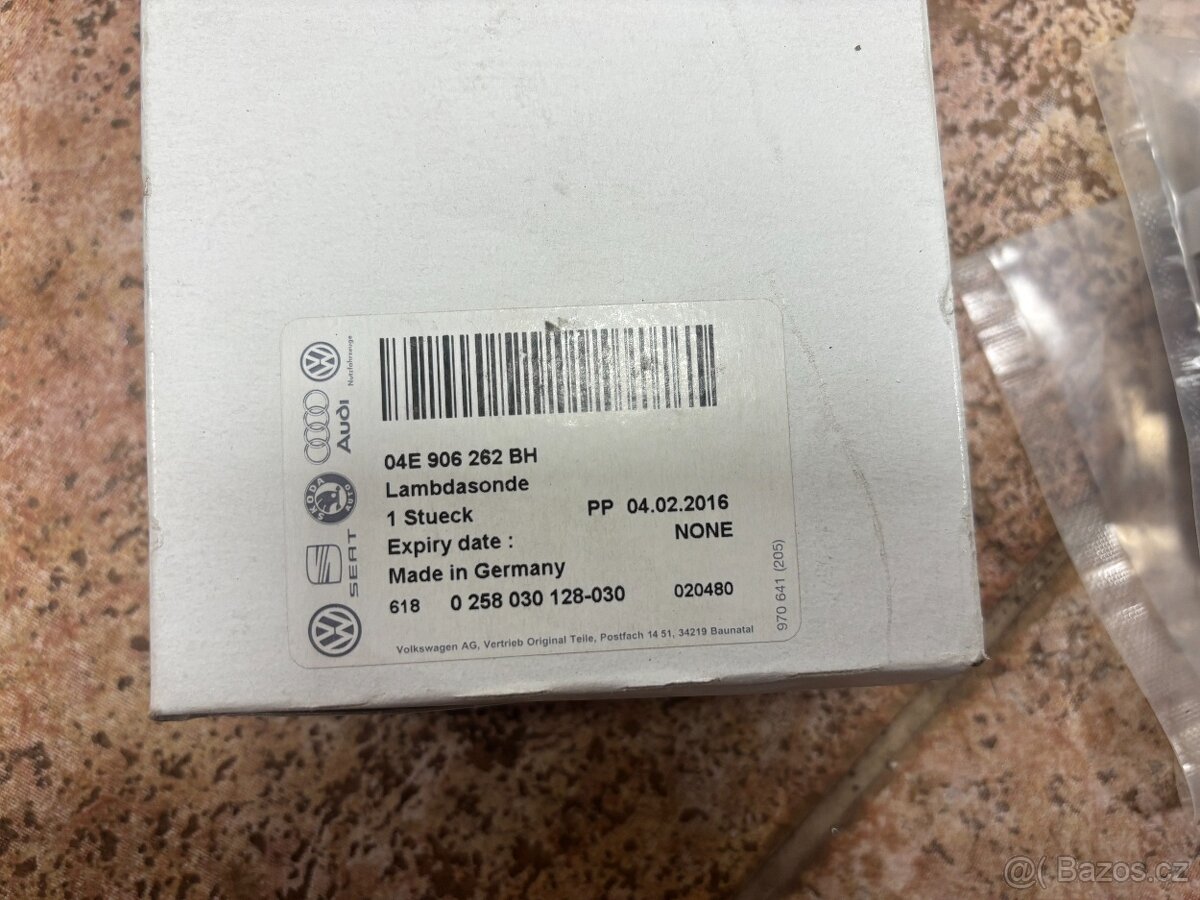 04E 906 262 BH
Lambdasonde
1 Stueck PP 04.02.2016
Expiry date : NONE
Made in Germany
618 0 258 030 128-030 020480
Volkswagen AG, Vertrieb Original Teile, Postfach 14 51, 34219 Baunatal
970 641 (205)
Nutzfahrzeuge
Audi
ŠKODA AUTO
SEAT
@( Bazos.cz